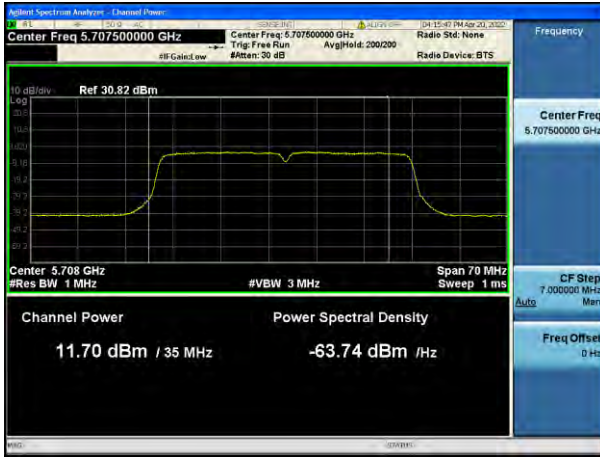 Agilent Spectrum Analyzer - Channel Power
04:15:47 PM Apr 20, 2022
Center Freq 5.707500000 GHz
Center Freq: 5.707500000 GHz
Radio Std: None
Trig: Free Run
Avg|Hold: 200/200
#IFGain:Low
#Atten: 30 dB
Radio Device: BTS
10 dB/div
Ref 30.82 dBm
Log
Center 5.708 GHz
Span 70 MHz
#Res BW 1 MHz
#VBW 3 MHz
Sweep 1 ms
Channel Power
Power Spectral Density
11.70 dBm / 35 MHz
-63.74 dBm /Hz
Frequency
Center Freq
5.707500000 GHz
CF Step
7.000000 MHz
Auto
Man
Freq Offset
0 Hz